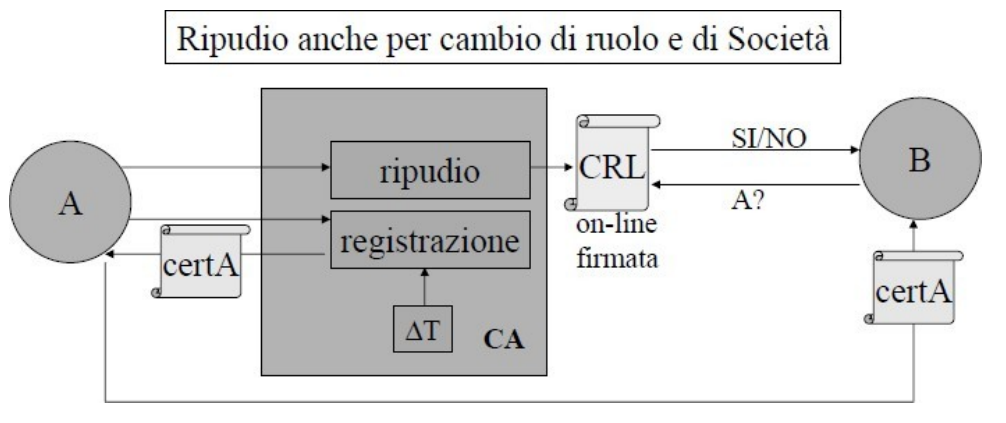 Ripudio anche per cambio di ruolo e di Società
A
ripudio
registrazione
certA
ΔT
CA
CRL
on-line
firmata
SI/NO
A?
B
certA